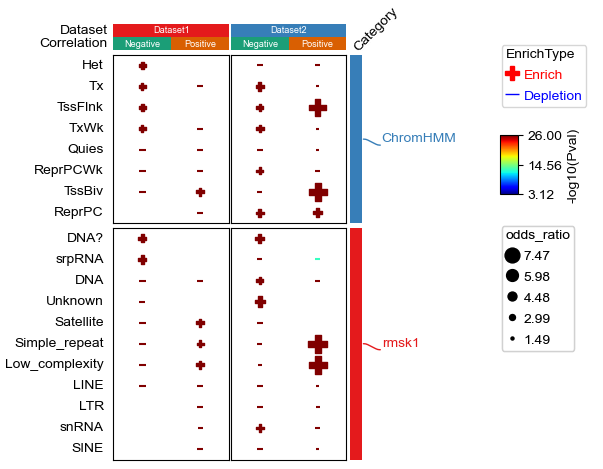 Dataset Dataset1 Dataset2
Correlation Negative Positive Negative Positive
Category
Het
Tx
TssFlnk
TxWk
Quies
ReprPCWk
TssBiv
ReprPC
ChromHMM
DNA?
srpRNA
DNA
Unknown
Satellite
Simple_repeat
Low_complexity
LINE
LTR
snRNA
SINE
rmsk1
EnrichType
Enrich
Depletion
26.00
14.56
3.12
-log10(Pval)
odds_ratio
7.47
5.98
4.48
2.99
1.49